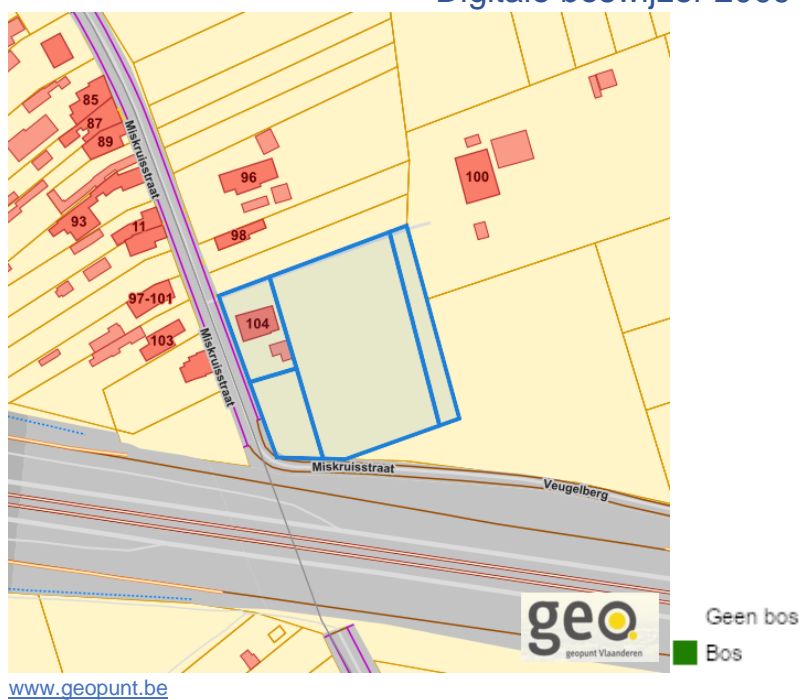 85
87
89
Miskruisstraat
96
100
93
11
98
97-101
104
103
Miskruisstraat
Miskruisstraat
Veugelberg
geo.
geopunt Vlaanderen
Geen bos
Bos
www.geopunt.be